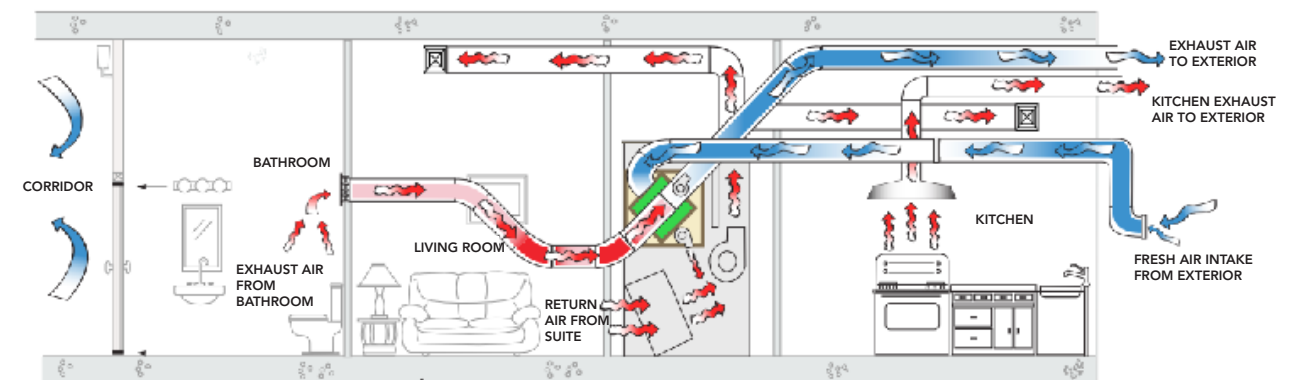 EXHAUST AIR
TO EXTERIOR
KITCHEN EXHAUST
AIR TO EXTERIOR
BATHROOM
CORRIDOR
KITCHEN
LIVING ROOM
EXHAUST AIR
FROM
BATHROOM
FRESH AIR INTAKE
FROM EXTERIOR
RETURN
AIR FROM
SUITE